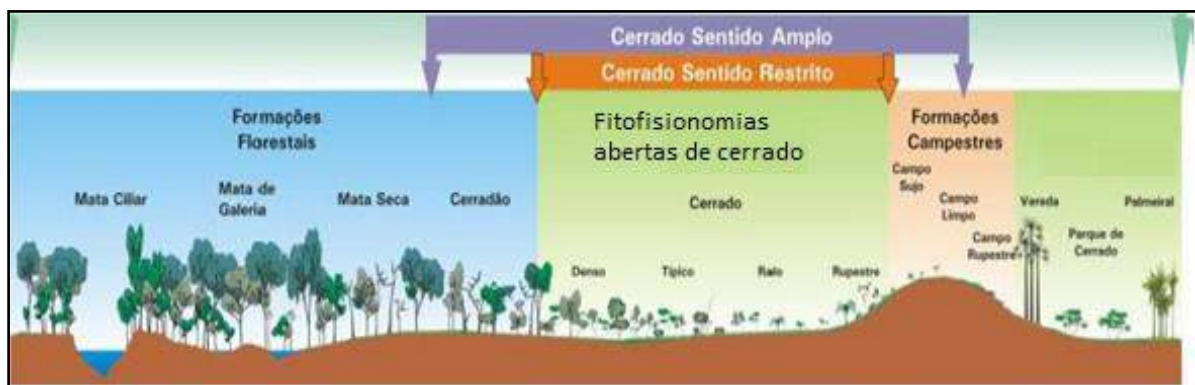 Cerrado Sentido Amplo
Cerrado Sentido Restrito
Formações
Florestais
Fitofisionomias
abertas de cerrado
Formações
Campestres
Mata Ciliar
Mata de
Galeria
Mata Seca
Cerradão
Cerrado
Campo
Sujo
Campo
Limpo
Campo
Rupestre
Vereda
Parque de
Cerrado
Palmeiral
Denso
Típico
Ralo
Rupestre